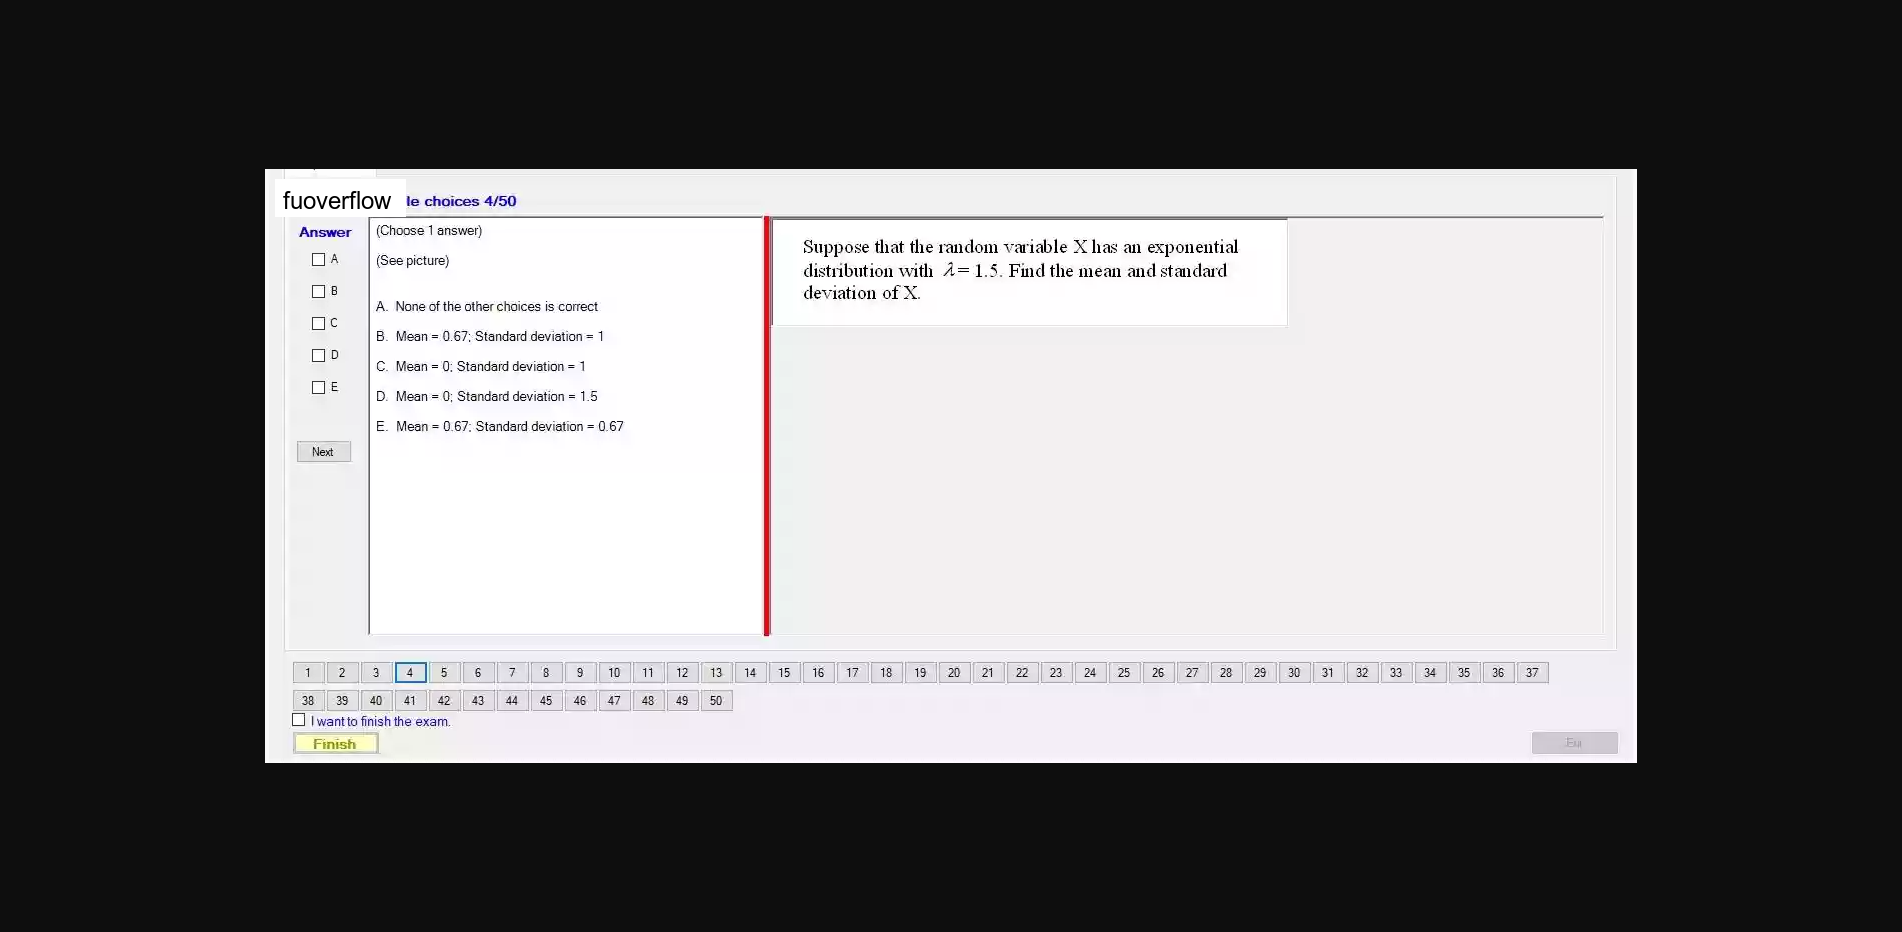 fuoverflow
le choices 4/50
Answer
A
B
C
D
E
Next
(Choose 1 answer)
(See picture)
A. None of the other choices is correct
B. Mean = 0.67; Standard deviation = 1
C. Mean = 0; Standard deviation = 1
D. Mean = 0; Standard deviation = 1.5
E. Mean = 0.67; Standard deviation = 0.67
Suppose that the random variable X has an exponential
distribution with λ = 1.5. Find the mean and standard
deviation of X.
1 2 3 4 5 6 7 8 9 10 11 12 13 14 15 16 17 18 19 20 21 22 23 24 25 26 27 28 29 30 31 32 33 34 35 36 37
38 39 40 41 42 43 44 45 46 47 48 49 50
I want to finish the exam.
Finish